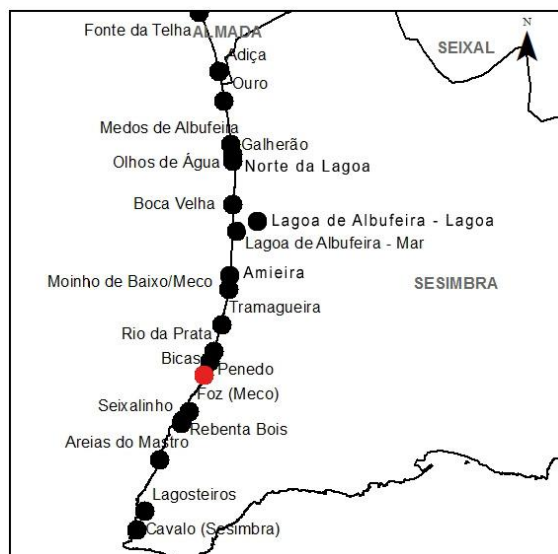 Fonte da Telha
ALMADA
N
SEIXAL
Adiça
Ouro
Medos de Albufeira
Galherão
Olhos de Água
Norte da Lagoa
Boca Velha
Lagoa de Albufeira - Lagoa
Lagoa de Albufeira - Mar
Amieira
Moinho de Baixo/Meco
SESIMBRA
Tramagueira
Rio da Prata
Bicas
Penedo
Foz (Meco)
Seixalinho
Rebenta Bois
Areias do Mastro
Lagosteiros
Cavalo (Sesimbra)